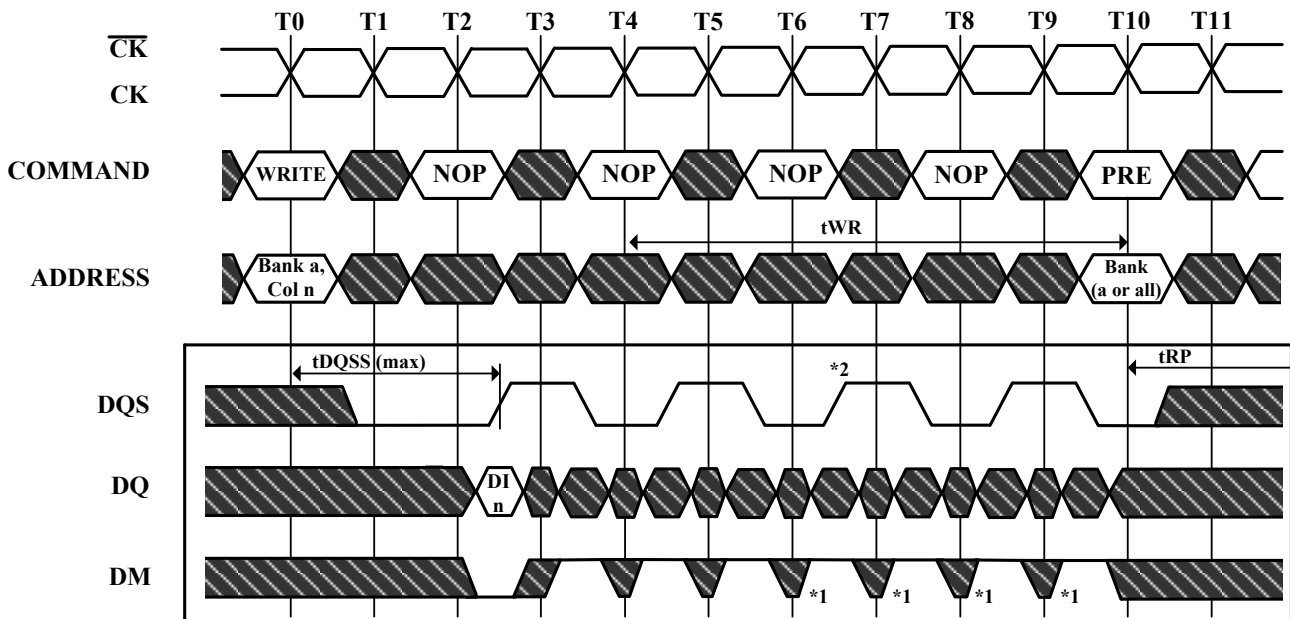 T0 T1 T2 T3 T4 T5 T6 T7 T8 T9 T10 T11
CK
CK
COMMAND WRITE NOP NOP NOP NOP PRE
tWR
ADDRESS Bank a, Col n Bank (a or all)
tDQSS (max) tRP
*2
DQS
DQ DI n
DM
*1 *1 *1 *1